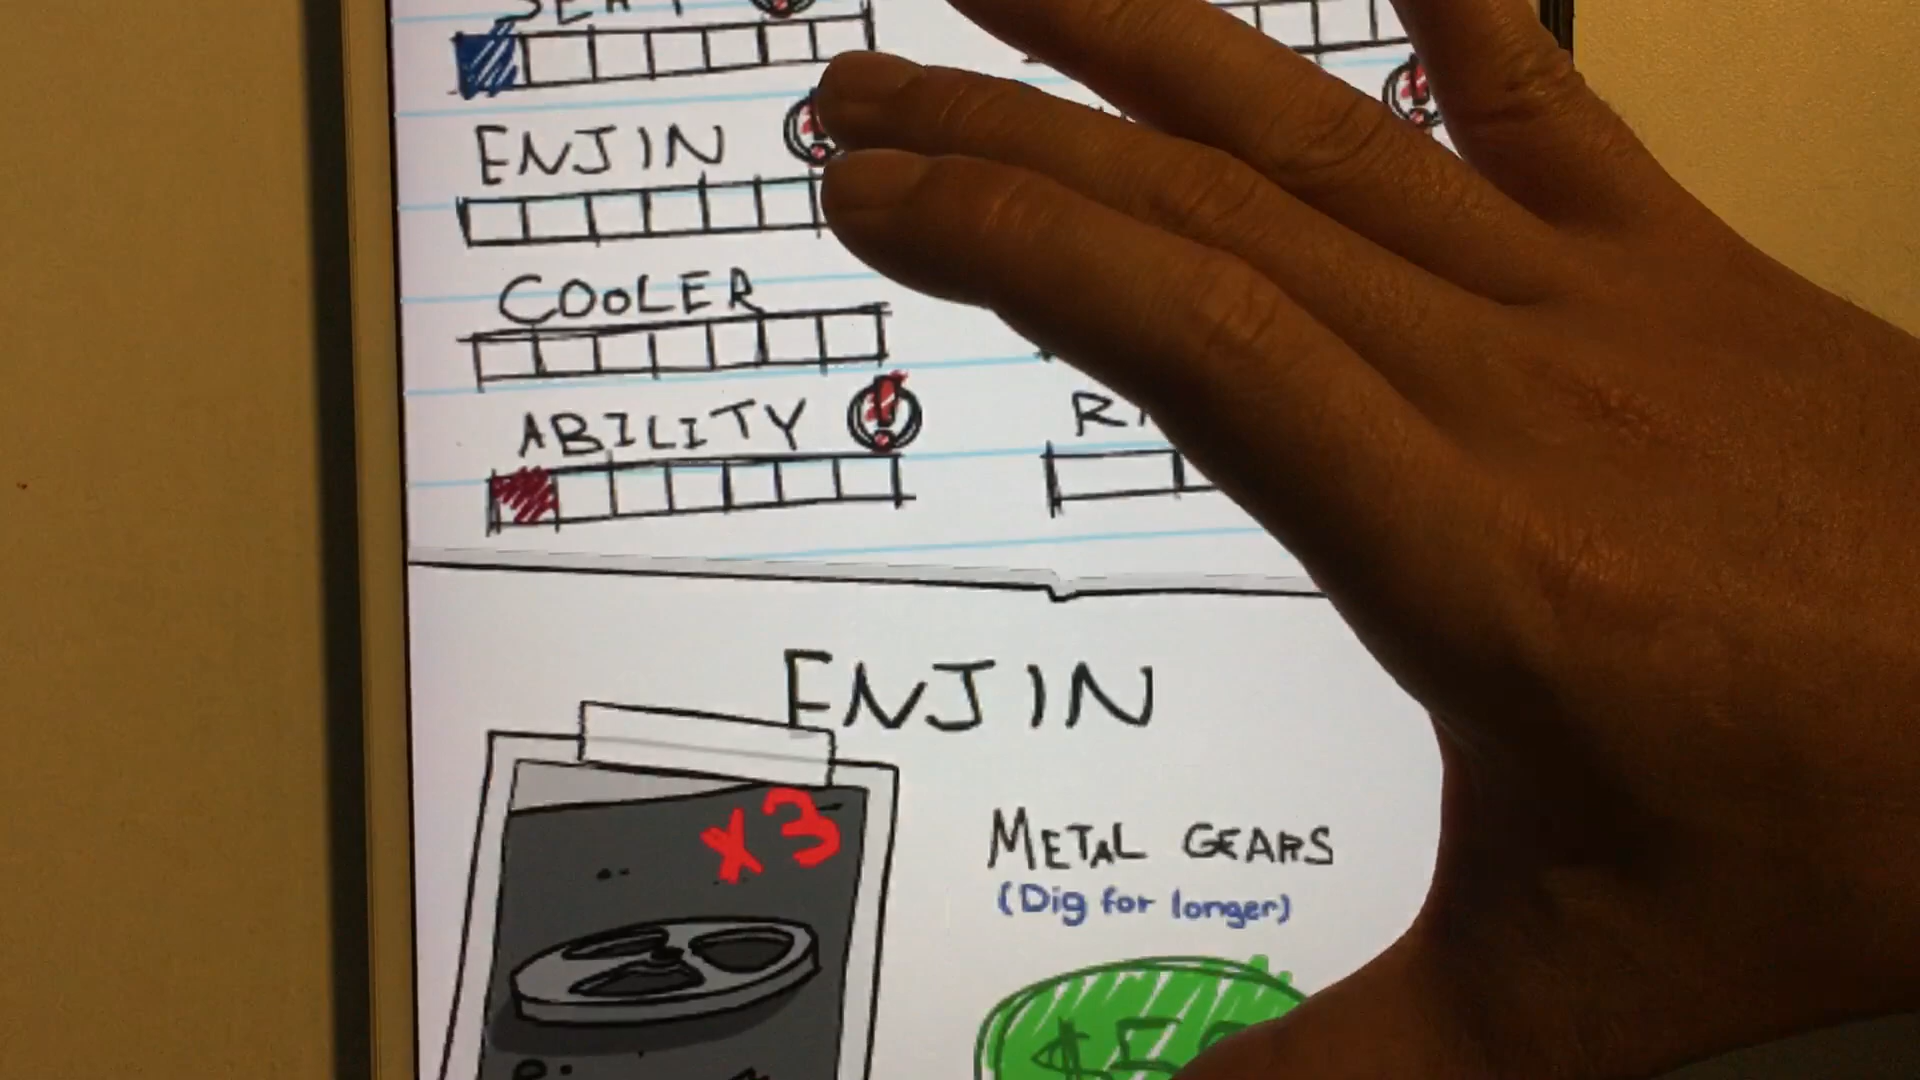 ENJIN
COOLER
ABILITY
ENJIN
x3
METAL GEARS
(Dig for longer)